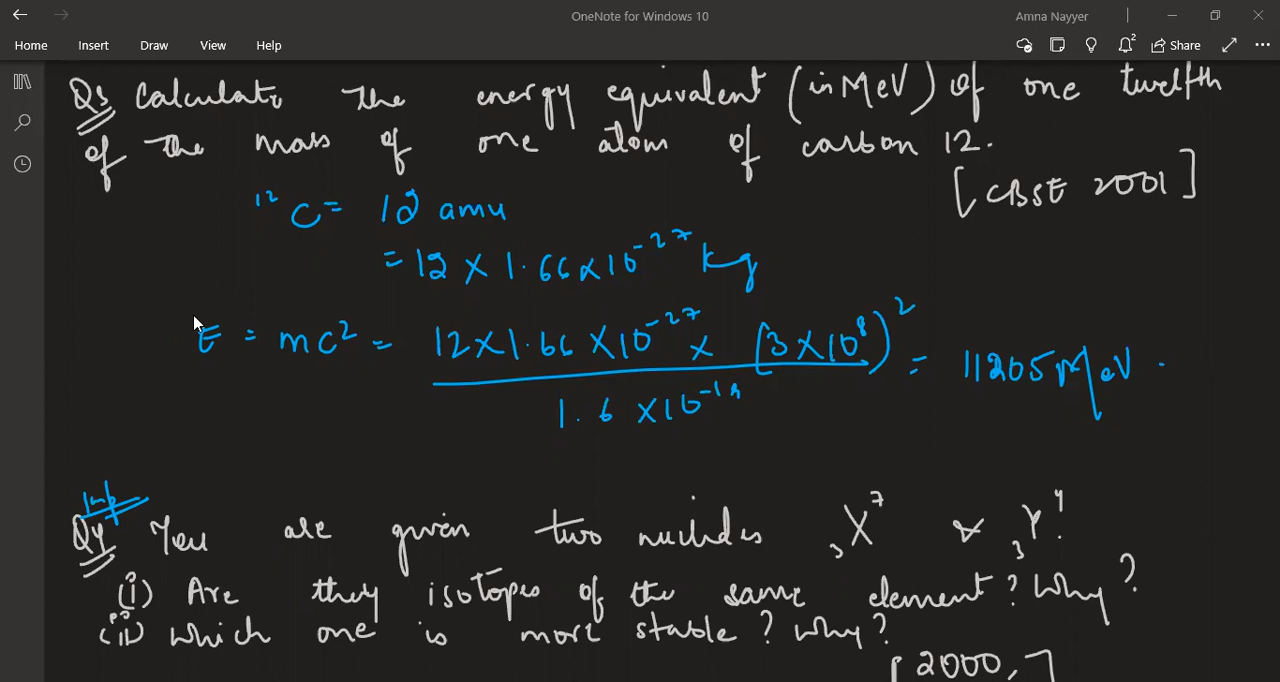 OneNote for Windows 10
Amna Nayyer
Home Insert Draw View Help
Share
Q3 Calculate the energy equivalent (in MeV) of one twelfth
of the mass of one atom of carbon 12.
[CBSE 2001]
¹²C = 12 amu
= 12 × 1.66 × 10⁻²⁷ kg
E = mc² = 12 × 1.66 × 10⁻²⁷ × (3 × 10⁸)² = 11205 MeV.
1.6 × 10⁻¹³
Imp
Q4 You are given two nuclides ₃X⁷ & ₃Y⁴.
(i) Are they isotopes of the same element? Why?
(ii) which one is more stable? Why?
[2000,]